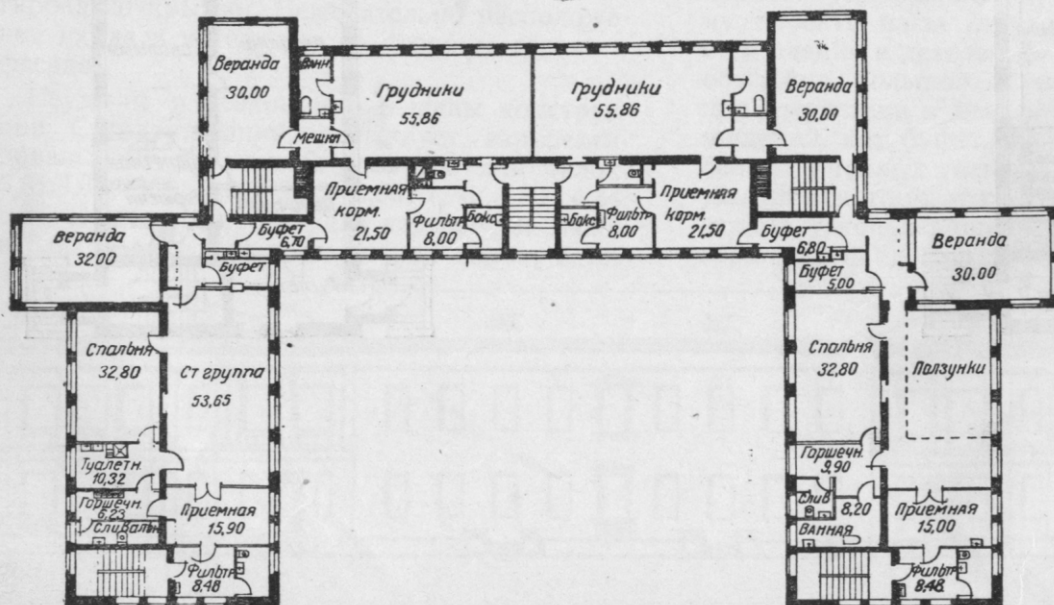 Веранда
30,00
Ванн.
Мешки
Грудники
55,86
Грудники
55,86
Веранда
30,00
Приемная
корм.
21,50
Фильтр
8,00
Бокс
Бокс
Фильтр
8,00
Приемная
корм.
21,50
Буфет
6,70
Буфет
6,80
Веранда
32,00
Буфет
Буфет
5,00
Веранда
30,00
Спальня
32,80
Ст группа
53,65
Спальня
32,80
Ползунки
Туалетн.
10,32
Горшечн.
6,23
Сливальн
Приемная
15,90
Фильтр
8,48
Горшечн.
9,90
Слив
8,20
Ванная
Приемная
15,00
Фильтр
8,48